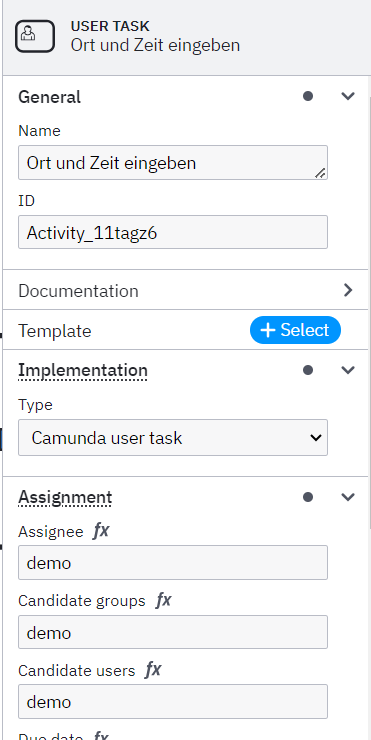 USER TASK
Ort und Zeit eingeben
General
Name
Ort und Zeit eingeben
ID
Activity_11tagz6
Documentation
Template
+ Select
Implementation
Type
Camunda user task
Assignment
Assignee fx
demo
Candidate groups fx
demo
Candidate users fx
demo
Due date fx